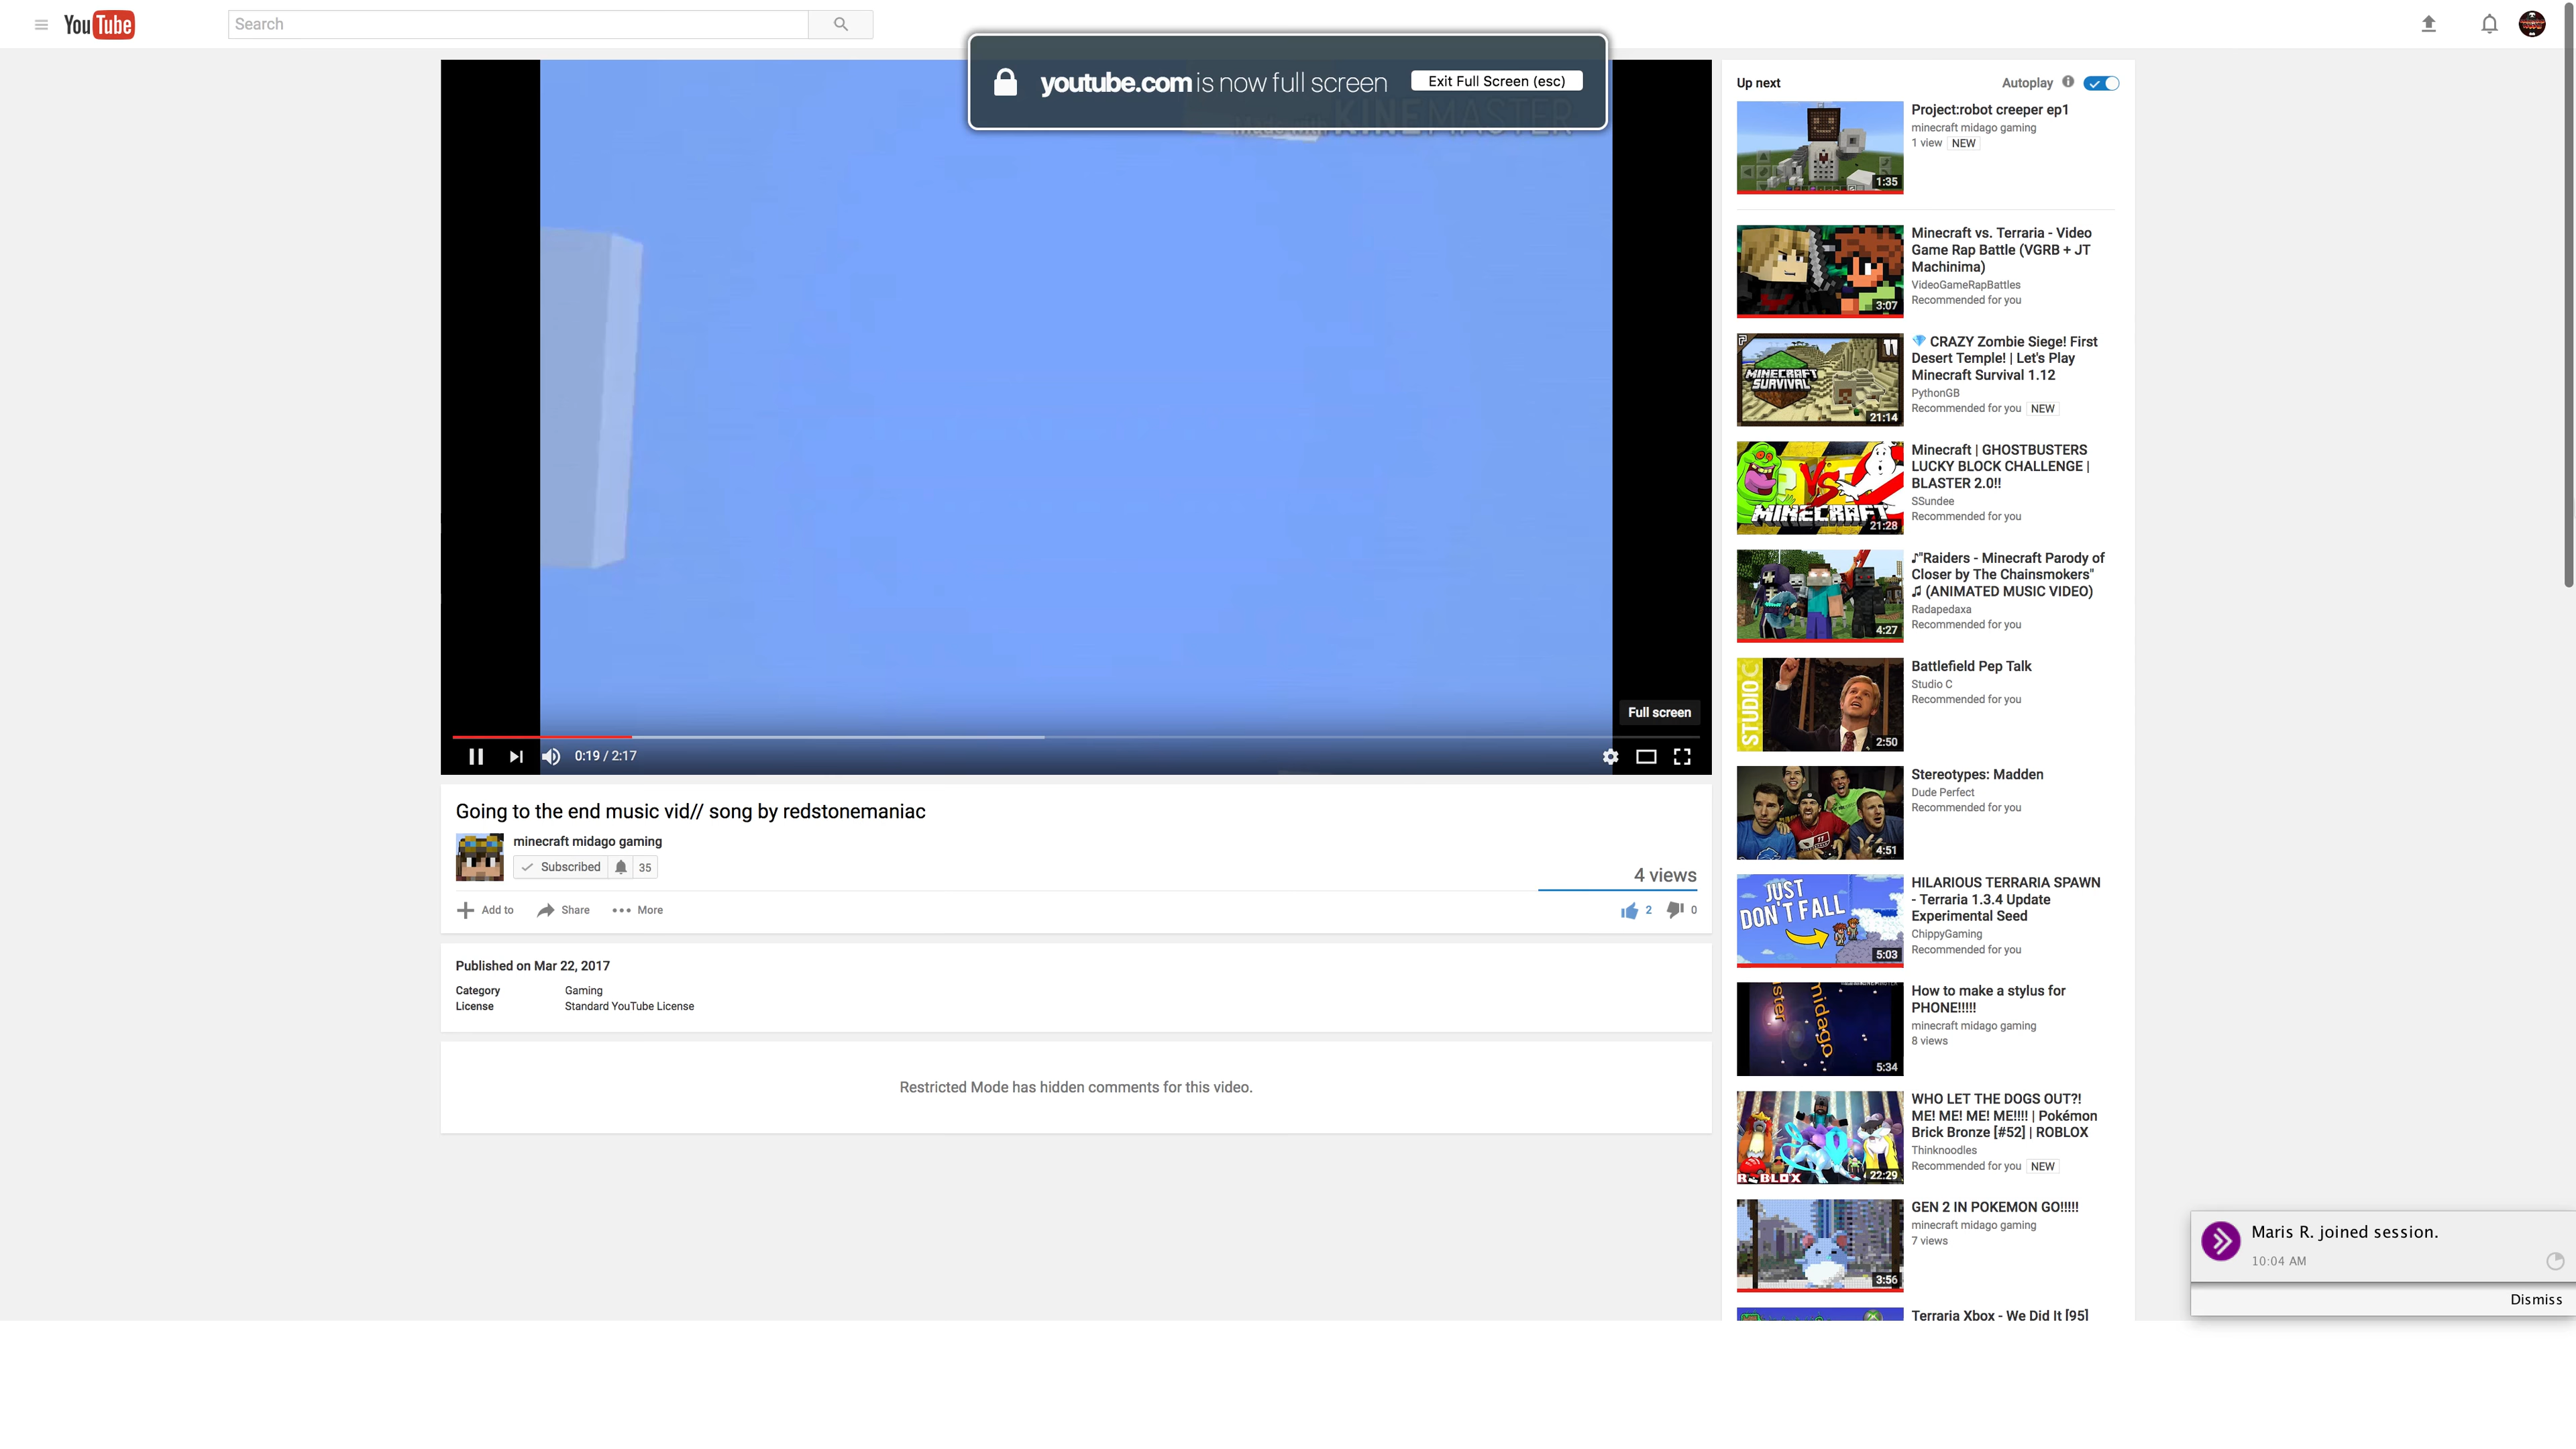 YouTube
Search
youtube.com is now full screen
Exit Full Screen (esc)
Made with KINEMASTER
Full screen
0:19 / 2:17
Going to the end music vid// song by redstonemaniac
minecraft midago gaming
Subscribed 35
4 views
Add to Share More
2 0
Published on Mar 22, 2017
Category Gaming
License Standard YouTube License
Restricted Mode has hidden comments for this video.
Up next Autoplay
1:35
Project:robot creeper ep1
minecraft midago gaming
1 view NEW
3:07
Minecraft vs. Terraria - Video
Game Rap Battle (VGRB + JT
Machinima)
VideoGameRapBattles
Recommended for you
MINECRAFT
SURVIVAL
21:14
CRAZY Zombie Siege! First
Desert Temple! | Let's Play
Minecraft Survival 1.12
PythonGB
Recommended for you NEW
VS
MINECRAFT
21:28
Minecraft | GHOSTBUSTERS
LUCKY BLOCK CHALLENGE |
BLASTER 2.0!!
SSundee
Recommended for you
4:27
♪"Raiders - Minecraft Parody of
Closer by The Chainsmokers"
♫ (ANIMATED MUSIC VIDEO)
Radapedaxa
Recommended for you
STUDIO C
2:50
Battlefield Pep Talk
Studio C
Recommended for you
4:51
Stereotypes: Madden
Dude Perfect
Recommended for you
JUST
DON'T FALL
5:03
HILARIOUS TERRARIA SPAWN
- Terraria 1.3.4 Update
Experimental Seed
ChippyGaming
Recommended for you
midago
5:34
How to make a stylus for
PHONE!!!!!
minecraft midago gaming
8 views
ROBLOX
22:29
WHO LET THE DOGS OUT?!
ME! ME! ME! ME!!!! | Pokémon
Brick Bronze [#52] | ROBLOX
Thinknoodles
Recommended for you NEW
3:56
GEN 2 IN POKEMON GO!!!!!
minecraft midago gaming
7 views
Terraria Xbox - We Did It [95]
Maris R. joined session.
10:04 AM
Dismiss